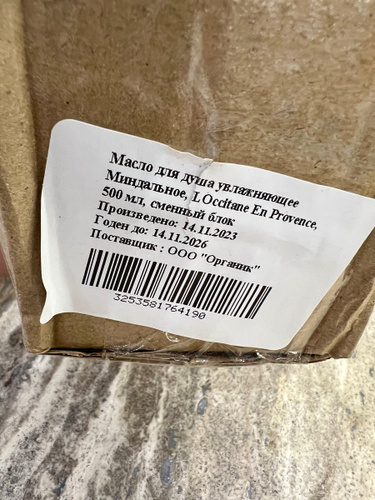 Масло для душа увлажняющее
Миндальное, L'Occitane En Provence,
500 мл, сменный блок
Произведено: 14.11.2023
Годен до: 14.11.2026
Поставщик : ООО "Органик"
3253581764190